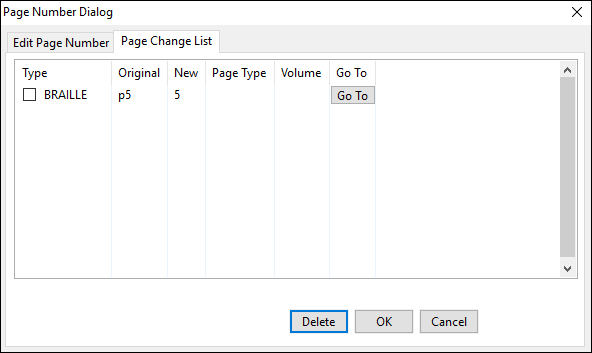 Page Number Dialog
Edit Page Number Page Change List
Type Original New Page Type Volume Go To
BRAILLE p5 5 Go To
Delete OK Cancel